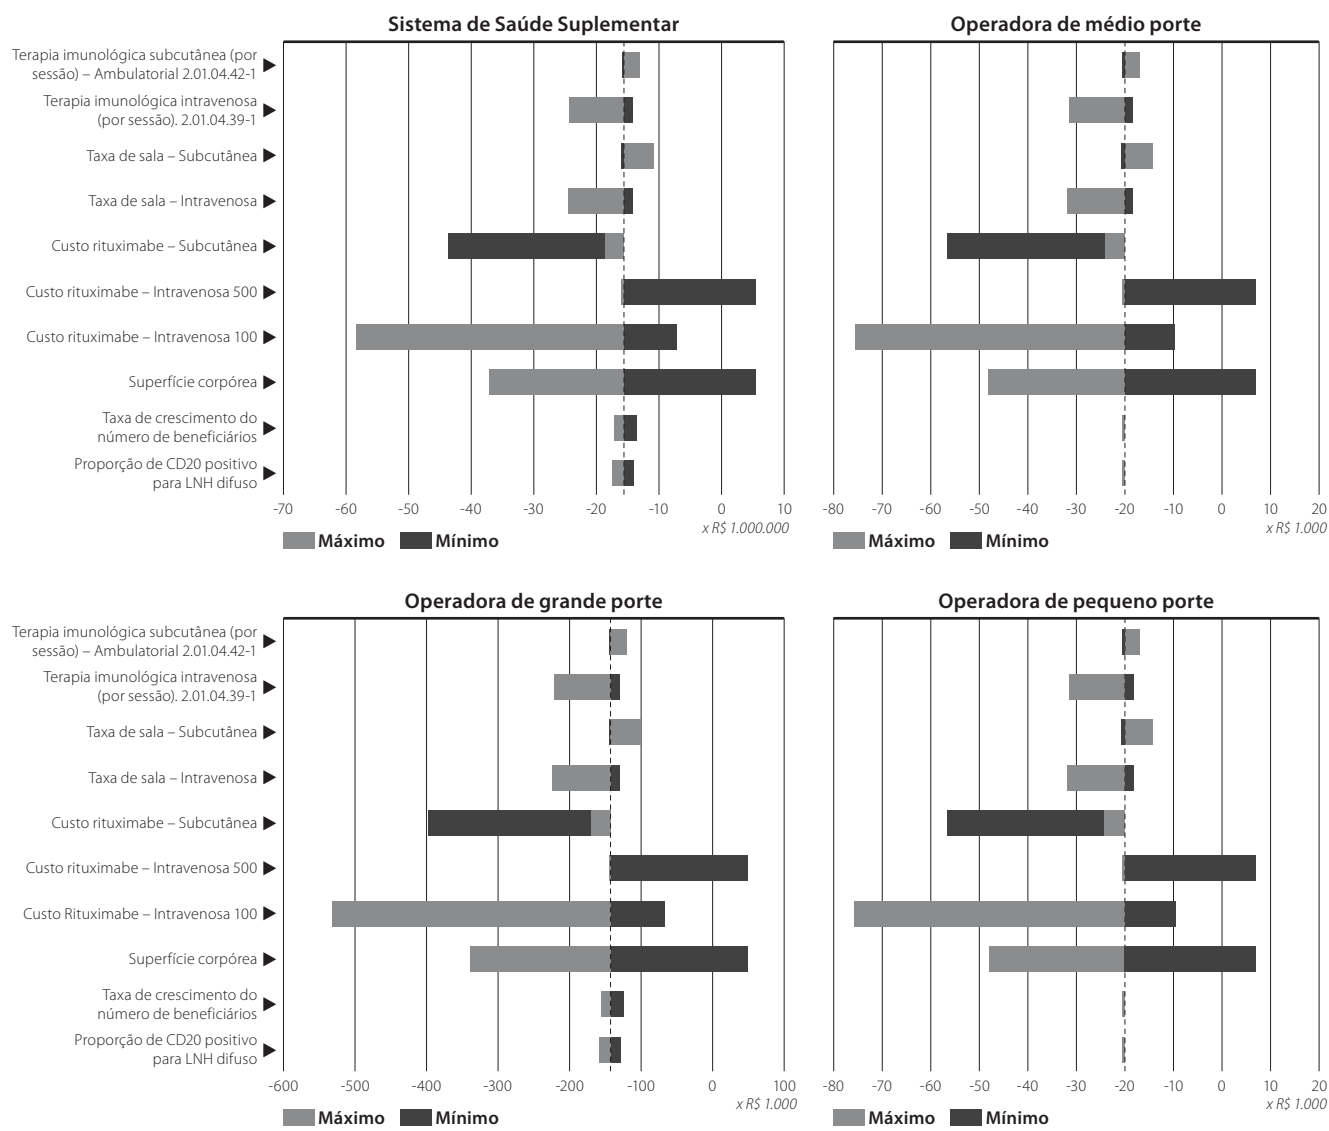 Sistema de Saúde Suplementar
Terapia imunológica subcutânea (por
sessão) – Ambulatorial 2.01.04.42-1
Terapia imunológica intravenosa
(por sessão). 2.01.04.39-1
Taxa de sala – Subcutânea
Taxa de sala – Intravenosa
Custo rituximabe – Subcutânea
Custo rituximabe – Intravenosa 500
Custo rituximabe – Intravenosa 100
Superfície corpórea
Taxa de crescimento do
número de beneficiários
Proporção de CD20 positivo
para LNH difuso
-70 -60 -50 -40 -30 -20 -10 0 10
x R$ 1.000.000
Máximo Mínimo
Operadora de médio porte
-80 -70 -60 -50 -40 -30 -20 -10 0 10 20
x R$ 1.000
Máximo Mínimo
Operadora de grande porte
Terapia imunológica subcutânea (por
sessão) – Ambulatorial 2.01.04.42-1
Terapia imunológica intravenosa
(por sessão). 2.01.04.39-1
Taxa de sala – Subcutânea
Taxa de sala – Intravenosa
Custo rituximabe – Subcutânea
Custo rituximabe – Intravenosa 500
Custo Rituximabe – Intravenosa 100
Superfície corpórea
Taxa de crescimento do
número de beneficiários
Proporção de CD20 positivo
para LNH difuso
-600 -500 -400 -300 -200 -100 0 100
x R$ 1.000
Máximo Mínimo
Operadora de pequeno porte
-80 -70 -60 -50 -40 -30 -20 -10 0 10 20
x R$ 1.000
Máximo Mínimo